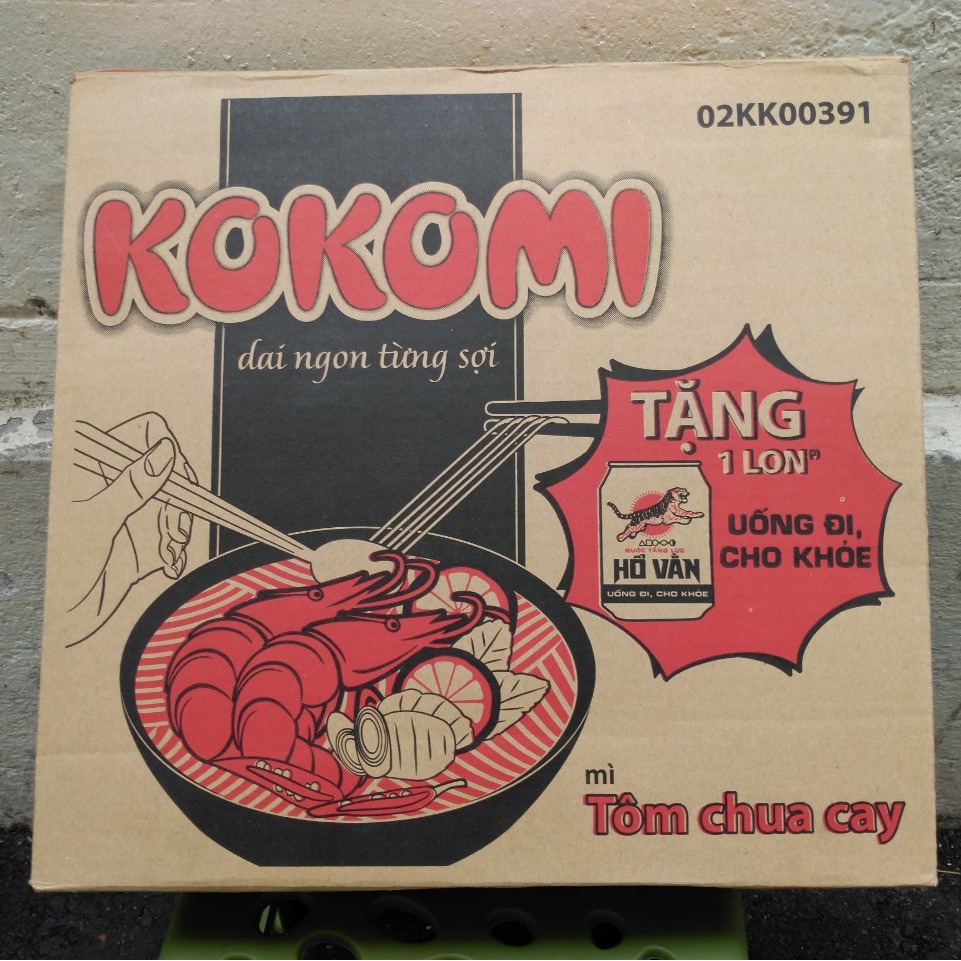 02KK00391
KOKOMI
dai ngon từng sợi
TẶNG
1 LON(*)
UỐNG ĐI,
CHO KHỎE
NƯỚC TĂNG LỰC
HỔ VẰN
UỐNG ĐI, CHO KHỎE
mì
Tôm chua cay